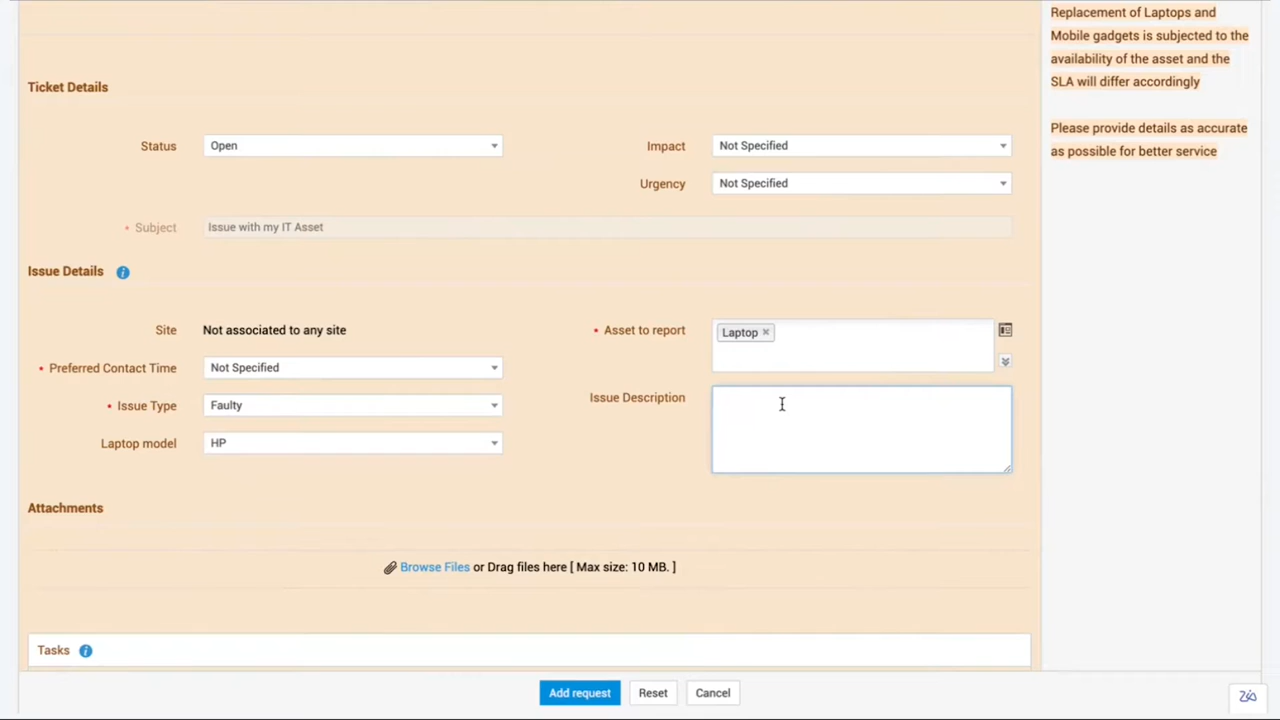 Replacement of Laptops and
Mobile gadgets is subjected to the
availability of the asset and the
SLA will differ accordingly
Please provide details as accurate
as possible for better service
Ticket Details
Status Open Impact Not Specified
Urgency Not Specified
• Subject Issue with my IT Asset
Issue Details i
Site Not associated to any site • Asset to report Laptop ×
• Preferred Contact Time Not Specified
• Issue Type Faulty Issue Description
Laptop model HP
Attachments
Browse Files or Drag files here [ Max size: 10 MB. ]
Tasks i
Add request Reset Cancel